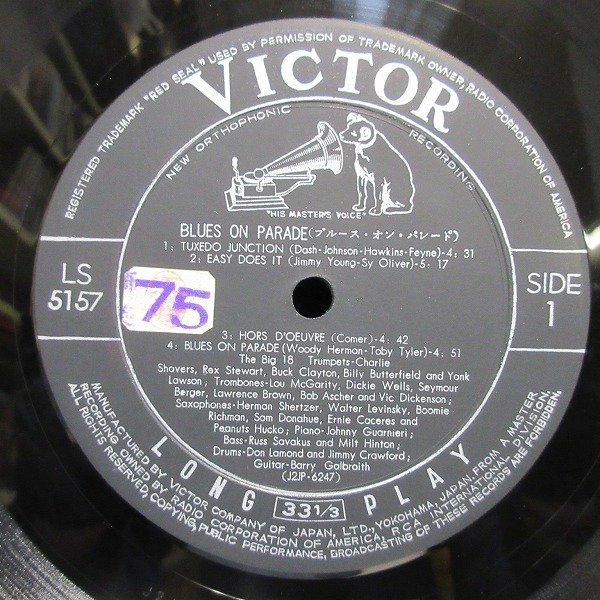 REGISTERED TRADEMARK "RED SEAL" USED BY PERMISSION OF TRADEMARK OWNER, RADIO CORPORATION OF AMERICA
VICTOR
NEW ORTHOPHONIC RECORDING
"HIS MASTER'S VOICE"
BLUES ON PARADE(ブルース・オン・パレード)
1: TUXEDO JUNCTION (Dash-Johnson-Hawkins-Feyne)-4: 31
2: EASY DOES IT (Jimmy Young-Sy Oliver)-5: 17
LS
5157
75
SIDE
1
3: HORS D'OEUVRE (Comer)-4: 42
4: BLUES ON PARADE (Woody Herman-Toby Tyler)-4: 51
The Big 18 Trumpets-Charlie
Shavers, Rex Stewart, Buck Clayton, Billy Butterfield and Yank
Lawson; Trombones-Lou McGarity, Dickie Wells, Seymour
Berger, Lawrence Brown, Bob Ascher and Vic Dickenson;
Saxophones-Herman Shertzer, Walter Levinsky, Boomie
Richman, Sam Donahue, Ernie Caceres and
Peanuts Hucko; Piano-Johnny Guarnieri;
Bass-Russ Savakus and Milt Hinton;
Drums-Don Lamond and Jimmy Crawford;
Guitar-Barry Galbroith
(J2JP-6247)
LONG 33 1/3 PLAY
MANUFACTURED BY VICTOR COMPANY OF JAPAN, LTD., YOKOHAMA, JAPAN, FROM A MASTER
RECORDING OWNED BY RADIO CORPORATION OF AMERICA, RCA INTERNATIONAL DIVISION.
ALL RIGHTS RESERVED, COPYING, PUBLIC PERFORMANCE, BROADCASTING OF THESE RECORDS ARE FORBIDDEN.